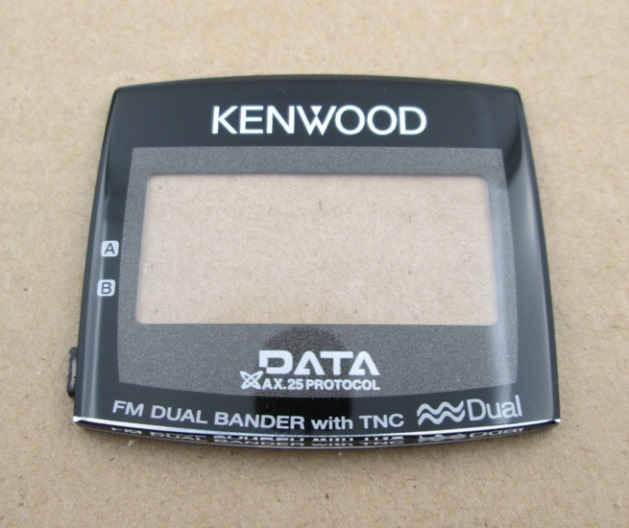 KENWOOD
A
B
DATA
AX.25 PROTOCOL
FM DUAL BANDER with TNC Dual